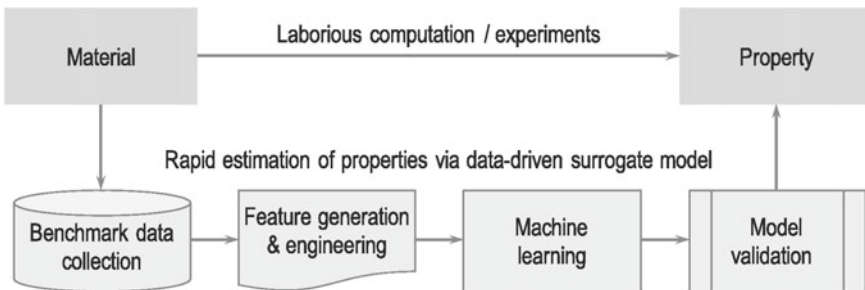 Laborious computation / experiments
Material
Property
Rapid estimation of properties via data-driven surrogate model
Benchmark data
collection
Feature generation
& engineering
Machine
learning
Model
validation